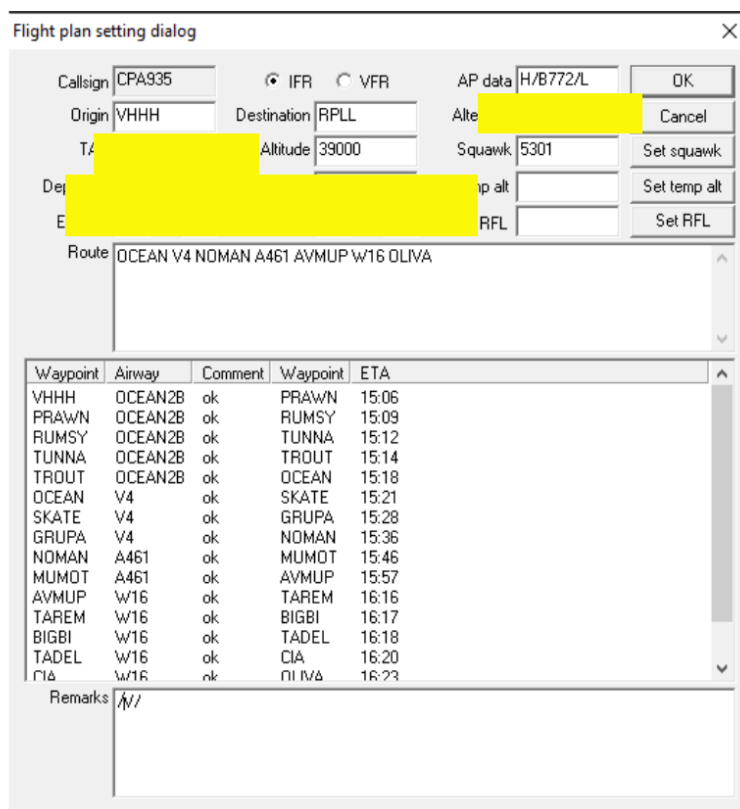 Flight plan setting dialog
Callsign CPA935 IFR VFR AP data H/B772/L OK
Origin VHHH Destination RPLL Cancel
Altitude 39000 Squawk 5301 Set squawk
alt Set temp alt
RFL Set RFL
Route OCEAN V4 NOMAN A461 AVMUP W16 OLIVA
Waypoint Airway Comment Waypoint ETA
VHHH OCEAN2B ok PRAWN 15:06
PRAWN OCEAN2B ok RUMSY 15:09
RUMSY OCEAN2B ok TUNNA 15:12
TUNNA OCEAN2B ok TROUT 15:14
TROUT OCEAN2B ok OCEAN 15:18
OCEAN V4 ok SKATE 15:21
SKATE V4 ok GRUPA 15:28
GRUPA V4 ok NOMAN 15:36
NOMAN A461 ok MUMOT 15:46
MUMOT A461 ok AVMUP 15:57
AVMUP W16 ok TAREM 16:16
TAREM W16 ok BIGBI 16:17
BIGBI W16 ok TADEL 16:18
TADEL W16 ok CIA 16:20
CIA W16 ok OLIVA 16:23
Remarks /V/